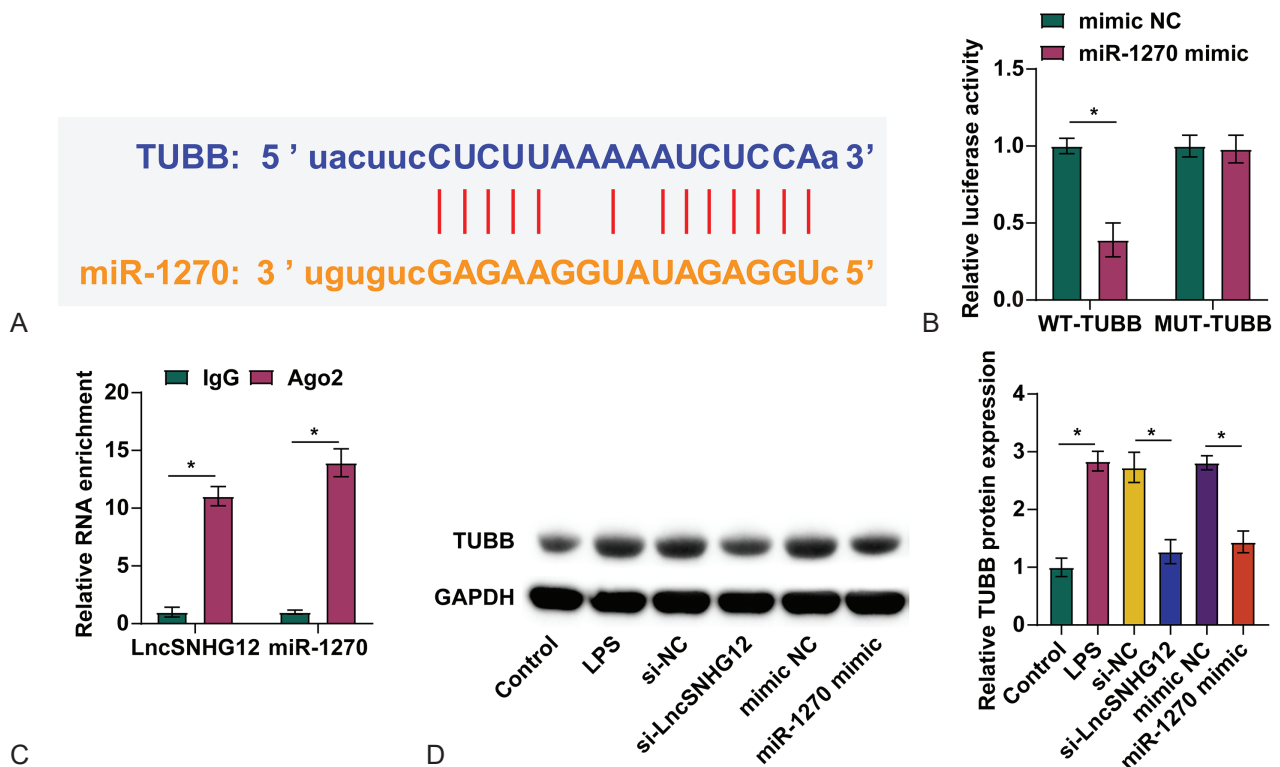 TUBB: 5 ’ uacuucCUCUUAAAAAUCUCCAa 3’
miR-1270: 3 ’ ugugucGAGAAGGUAUAGAGGUc 5’
A
mimic NC
miR-1270 mimic
Relative luciferase activity
1.5
1.0
0.5
0.0
WT-TUBB MUT-TUBB
B
IgG Ago2
Relative RNA enrichment
20
15
10
5
0
* *
LncSNHG12 miR-1270
C
TUBB
GAPDH
Control
LPS
si-NC
si-LncSNHG12
mimic NC
miR-1270 mimic
D
Relative TUBB protein expression
4
3
2
1
0
* * *
Control
LPS
si-NC
si-LncSNHG12
mimic NC
miR-1270 mimic